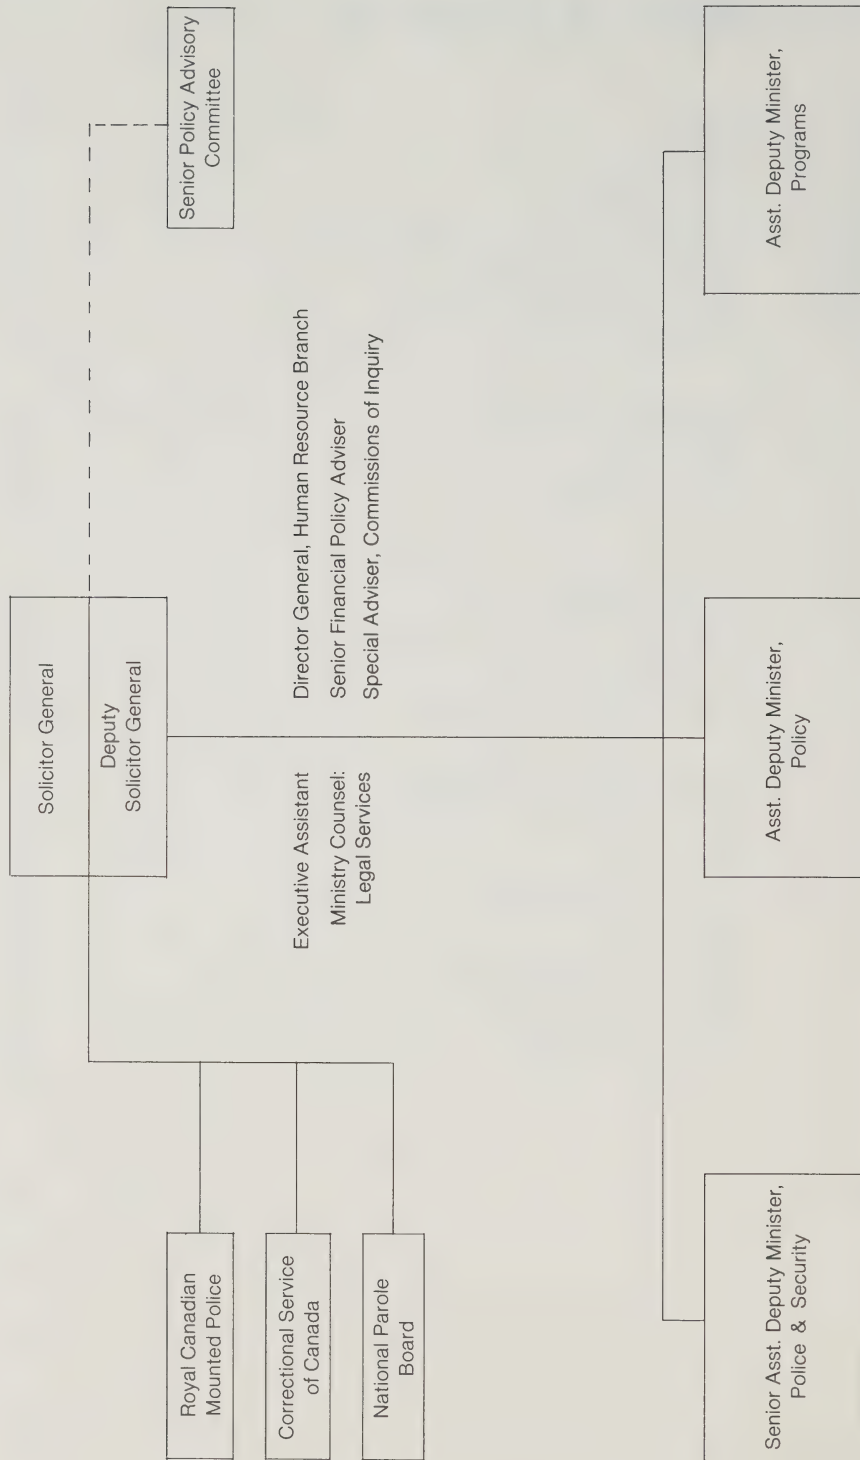 Solicitor General
Deputy
Solicitor General
Senior Policy Advisory
Committee
Royal Canadian
Mounted Police
Correctional Service
of Canada
National Parole
Board
Executive Assistant
Ministry Counsel:
Legal Services
Director General, Human Resource Branch
Senior Financial Policy Adviser
Special Adviser, Commissions of Inquiry
Senior Asst. Deputy Minister,
Police & Security
Asst. Deputy Minister,
Policy
Asst. Deputy Minister,
Programs